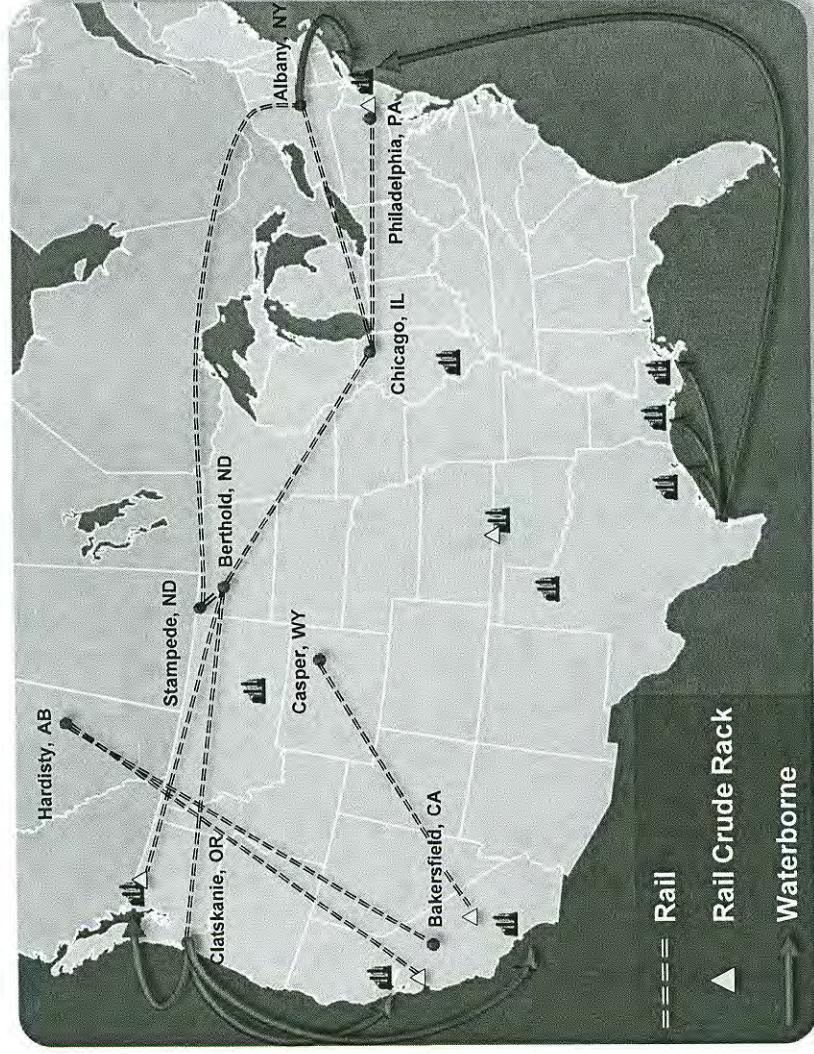 Hardisty, AB
Stampede, ND
Berthold, ND
Clatskanie, OR
Casper, WY
Bakersfield, CA
Chicago, IL
Albany, NY
Philadelphia, PA
Rail
Rail Crude Rack
Waterborne